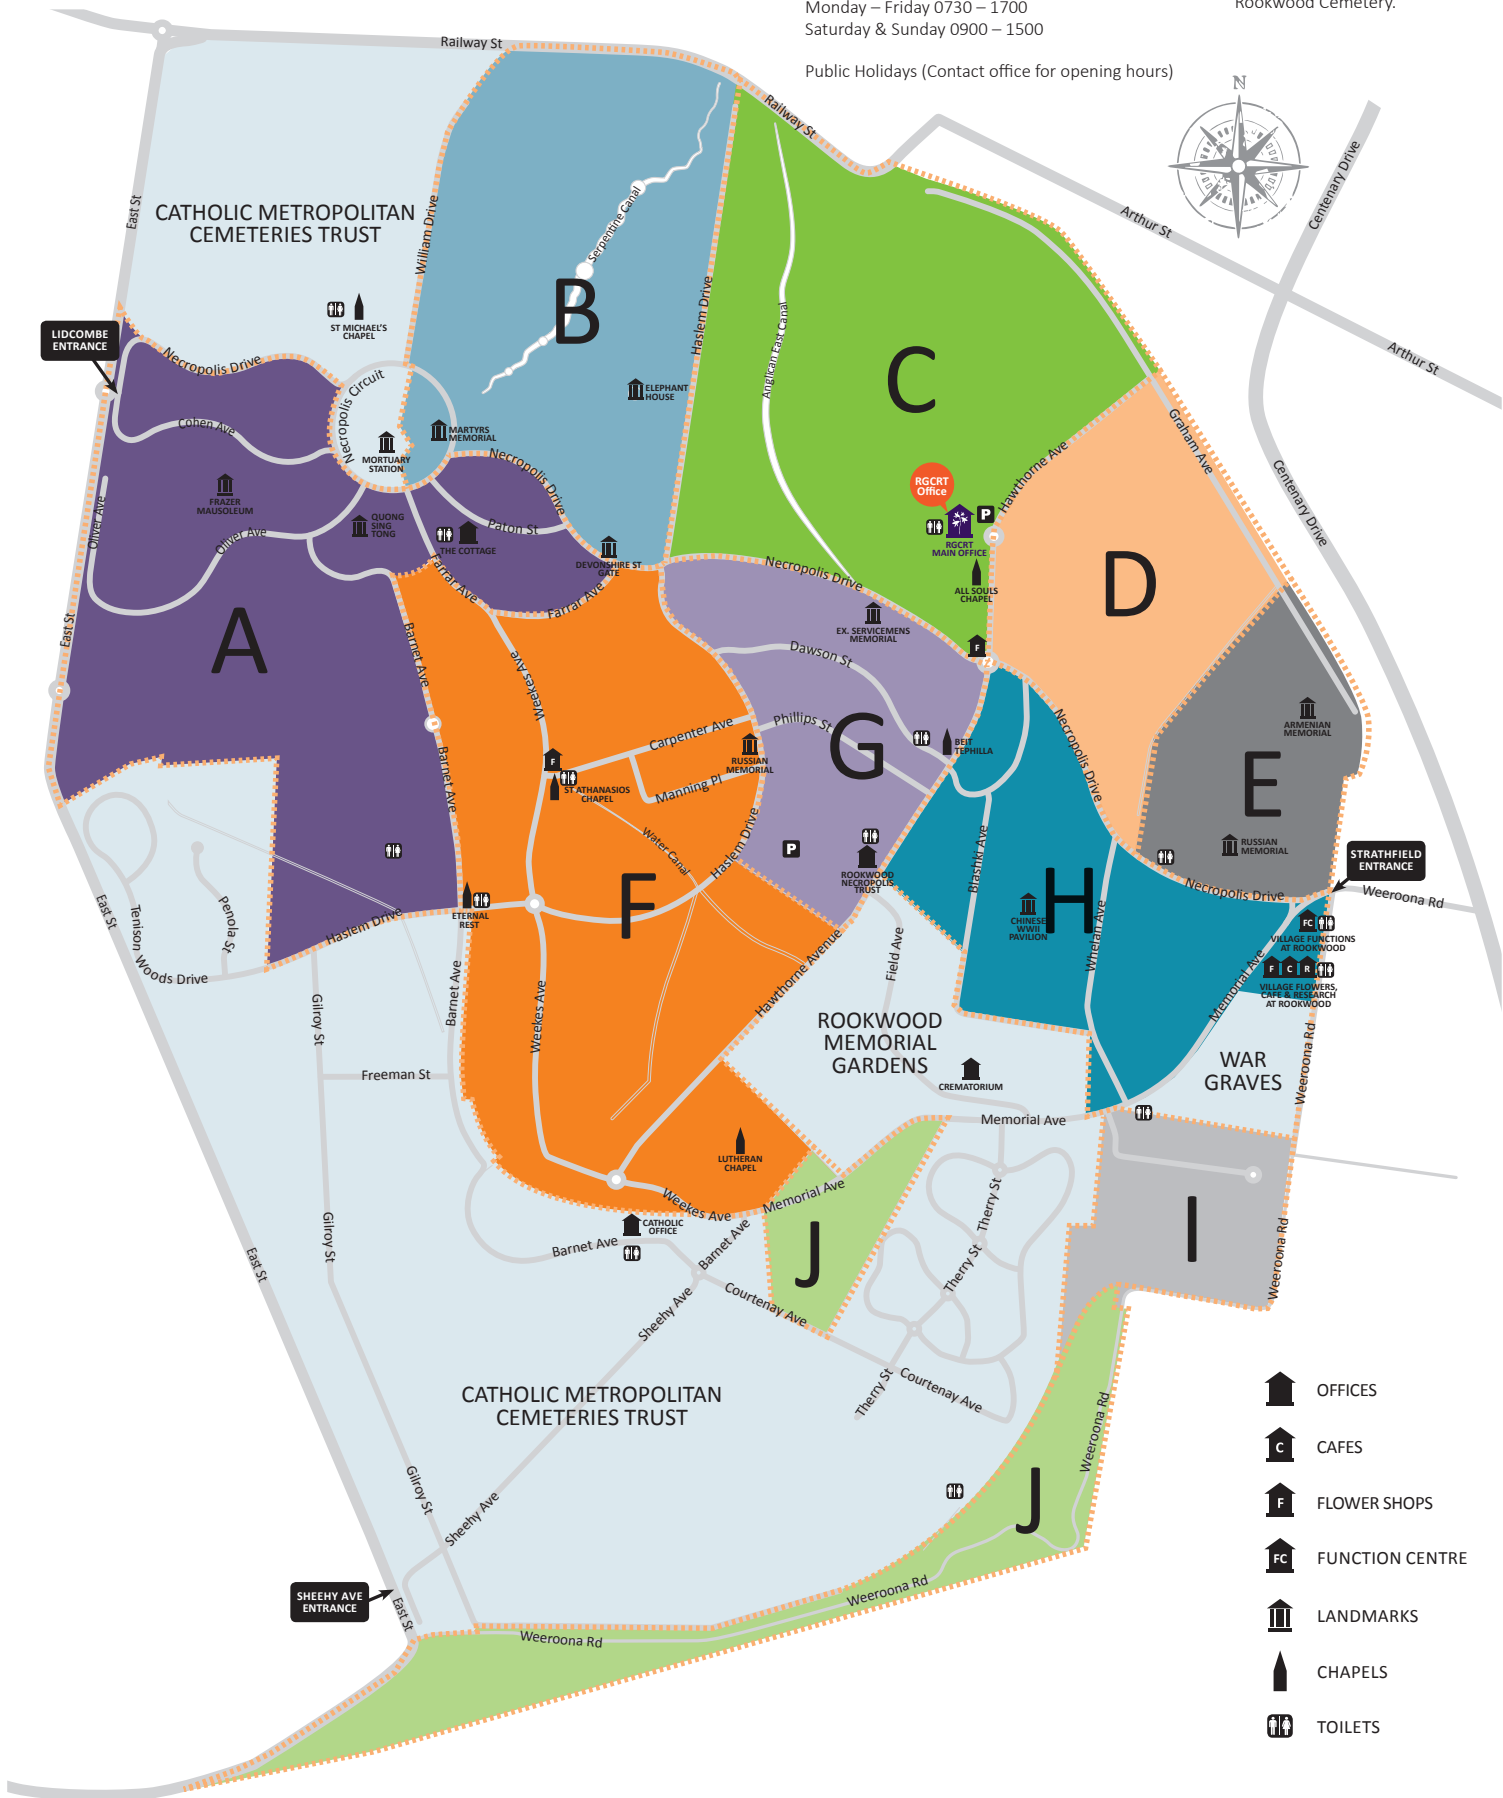 Monday – Friday 0730 – 1700
Saturday & Sunday 0900 – 1500
Public Holidays (Contact office for opening hours)
Rookwood Cemetery.
N
Railway St
Railway St
Arthur St
Arthur St
Centenary Drive
Centenary Drive
East St
CATHOLIC METROPOLITAN
CEMETERIES TRUST
William Drive
Serpentine Canal
B
Haslem Drive
Anglican East Canal
C
ST MICHAEL'S
CHAPEL
LIDCOMBE
ENTRANCE
Necropolis Drive
Necropolis Circuit
ELEPHANT
HOUSE
Cohen Ave
MARTYRS
MEMORIAL
MORTUARY
STATION
Necropolis Drive
Graham Ave
Hawthorne Ave
RGCRT
Office
P
RGCRT
MAIN OFFICE
ALL SOULS
CHAPEL
FRAZER
MAUSOLEUM
Oliver Ave
Oliver Ave
QUONG
SING
TONG
THE COTTAGE
Paton St
DEVONSHIRE ST
GATE
Farrar Ave
Farrar Ave
Necropolis Drive
D
EX. SERVICEMENS
MEMORIAL
F
A
East St
Barnet Ave
Weekes Ave
Dawson St
Carpenter Ave
Phillips St
G
RUSSIAN
MEMORIAL
BEIT
TEPHILLA
Necropolis Drive
ARMENIAN
MEMORIAL
E
RUSSIAN
MEMORIAL
Barnet Ave
F
ST ATHANASIOS
CHAPEL
Manning Pl
Water Canal
Haslem Drive
P
ROOKWOOD
NECROPOLIS
TRUST
Blashki Ave
STRATHFIELD
ENTRANCE
Necropolis Drive
Weeroona Rd
East St
Tenison
Woods Drive
Penola St
Haslem Drive
ETERNAL
REST
F
CHINESE
WWII
PAVILION
H
Whelan Ave
FC
VILLAGE FUNCTIONS
AT ROOKWOOD
F C R
VILLAGE FLOWERS,
CAFE & RESEARCH
AT ROOKWOOD
Memorial Ave
Hawthorne Avenue
Field Ave
Barnet Ave
Weekes Ave
Gilroy St
Freeman St
ROOKWOOD
MEMORIAL
GARDENS
CREMATORIUM
Memorial Ave
WAR
GRAVES
Weeroona Rd
LUTHERAN
CHAPEL
Weekes Ave
Memorial Ave
CATHOLIC
OFFICE
Barnet Ave
Barnet Ave
Gilroy St
East St
J
Therry St
Therry St
I
Weeroona Rd
Sheehy Ave
Courtenay Ave
Therry St
Courtenay Ave
CATHOLIC METROPOLITAN
CEMETERIES TRUST
Weeroona Rd
J
Gilroy St
Sheehy Ave
SHEEHY AVE
ENTRANCE
East St
Weeroona Rd
Weeroona Rd
OFFICES
C
CAFES
F
FLOWER SHOPS
FC
FUNCTION CENTRE
LANDMARKS
CHAPELS
TOILETS